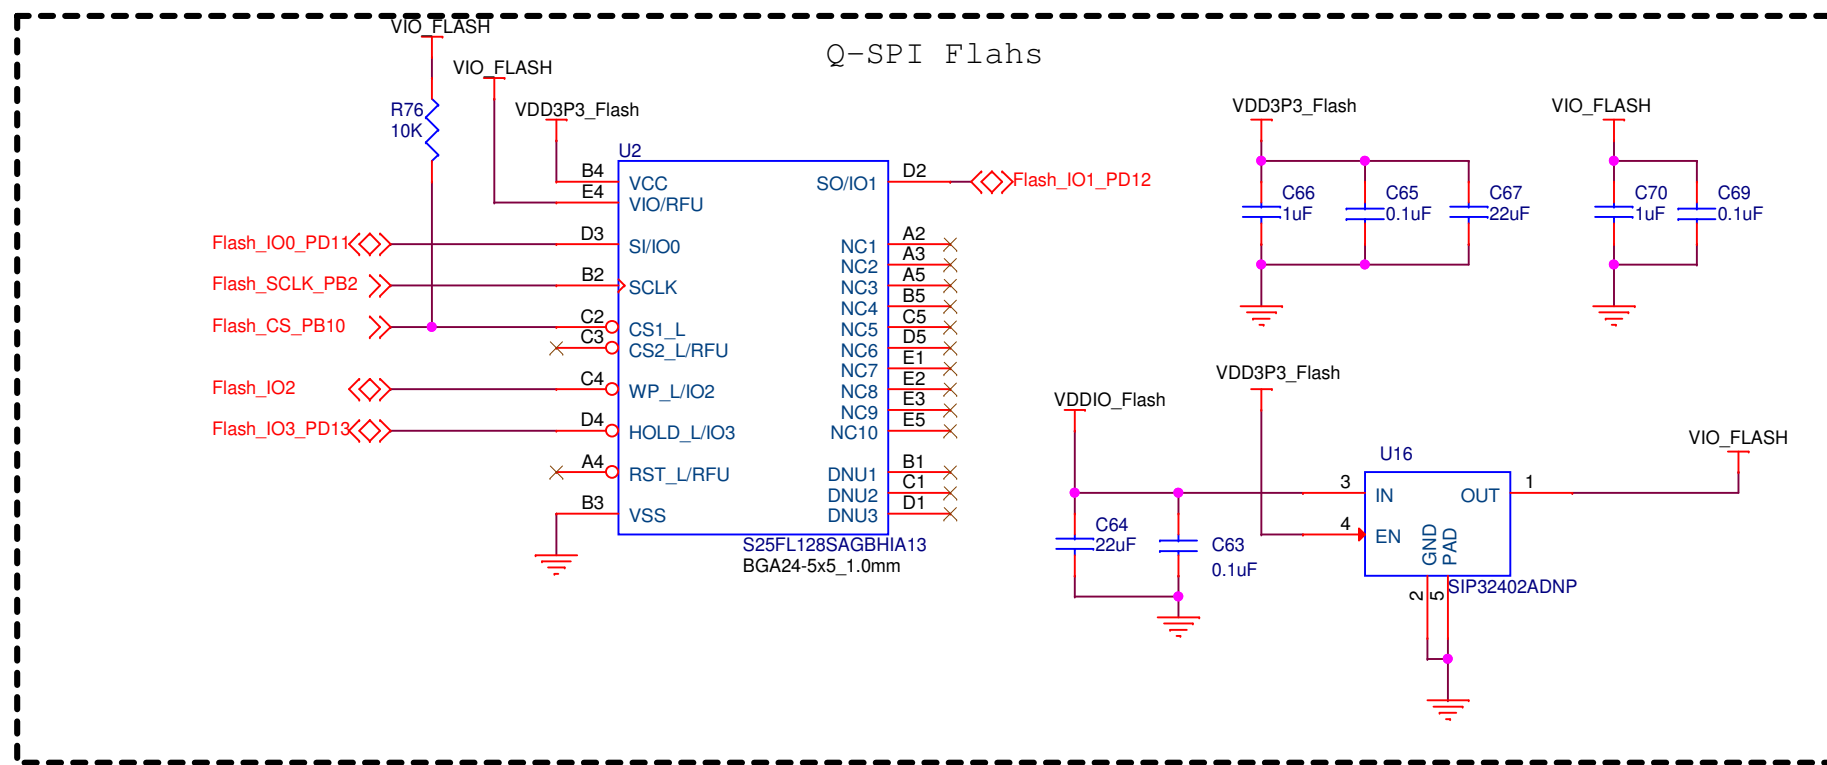 Q-SPI Flahs
VIO_FLASH
VIO_FLASH
VDD3P3_Flash
R76
10K
U2
B4
VCC
E4
VIO/RFU
Flash_IO0_PD11
D3
SI/IO0
Flash_SCLK_PB2
B2
SCLK
Flash_CS_PB10
C2
CS1_L
C3
CS2_L/RFU
Flash_IO2
C4
WP_L/IO2
Flash_IO3_PD13
D4
HOLD_L/IO3
A4
RST_L/RFU
B3
VSS
SO/IO1
D2
Flash_IO1_PD12
NC1
A2
NC2
A3
NC3
A5
NC4
B5
NC5
C5
NC6
D5
NC7
E1
NC8
E2
NC9
E3
NC10
E5
DNU1
B1
DNU2
C1
DNU3
D1
S25FL128SAGBHIA13
BGA24-5x5_1.0mm
VDD3P3_Flash
C66
1uF
C65
0.1uF
C67
22uF
VIO_FLASH
C70
1uF
C69
0.1uF
VDD3P3_Flash
VDDIO_Flash
C64
22uF
C63
0.1uF
U16
3
IN
4
EN
OUT
1
GND
PAD
2
5
SIP32402ADNP
VIO_FLASH